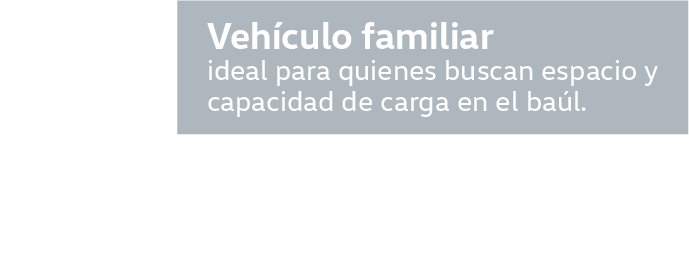 Vehículo familiar
ideal para quienes buscan espacio y
capacidad de carga en el baúl.